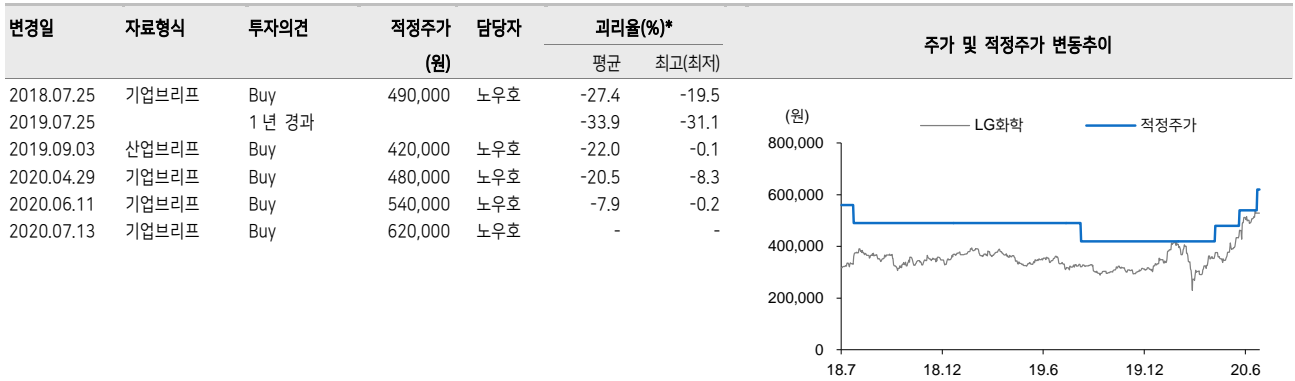 변경일 자료형식 투자의견 적정주가 담당자 괴리율(%)*
(원) 평균 최고(최저)
2018.07.25 기업브리프 Buy 490,000 노우호 -27.4 -19.5
2019.07.25 1년 경과 -33.9 -31.1
2019.09.03 산업브리프 Buy 420,000 노우호 -22.0 -0.1
2020.04.29 기업브리프 Buy 480,000 노우호 -20.5 -8.3
2020.06.11 기업브리프 Buy 540,000 노우호 -7.9 -0.2
2020.07.13 기업브리프 Buy 620,000 노우호 - -
주가 및 적정주가 변동추이
(원) LG화학 적정주가
800,000
600,000
400,000
200,000
0
18.7 18.12 19.6 19.12 20.6